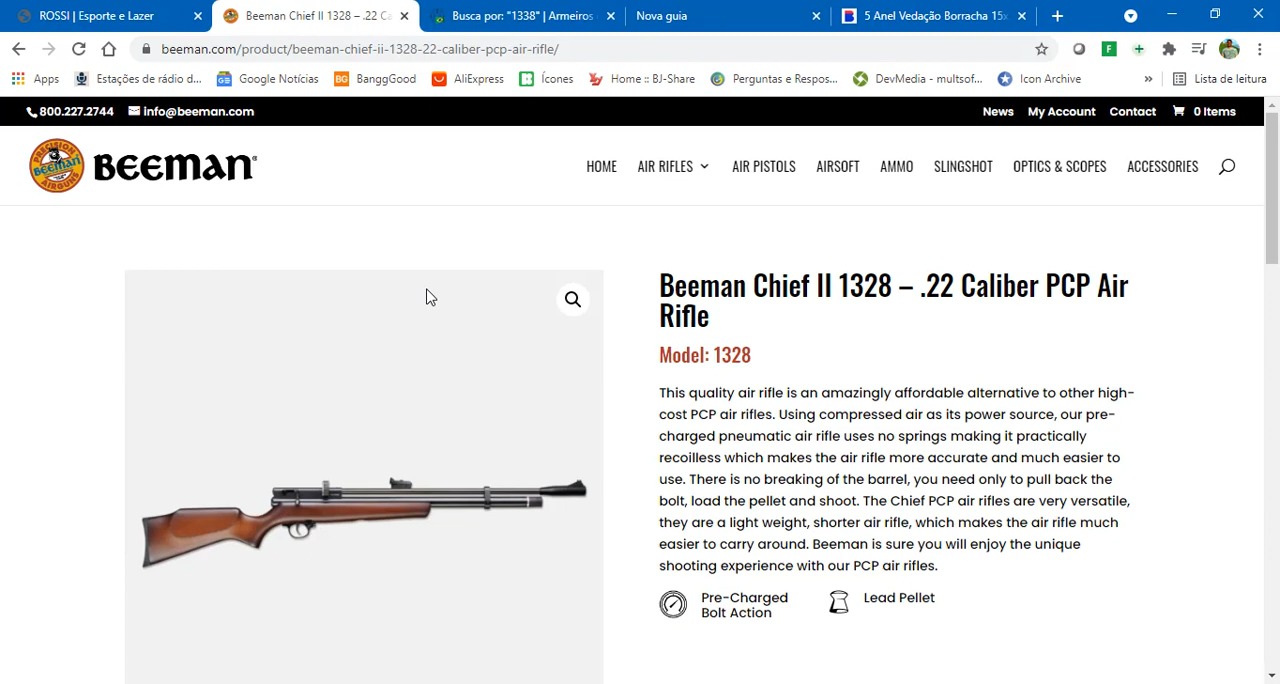 ROSSI | Esporte e Lazer
Beeman Chief II 1328 – .22 Ca
Busca por: "1338" | Armeiros
Nova guia
5 Anel Vedação Borracha 15x
beeman.com/product/beeman-chief-ii-1328-22-caliber-pcp-air-rifle/
Apps
Estações de rádio d...
Google Notícias
BG BanggGood
AliExpress
Ícones
Home :: BJ-Share
Perguntas e Respos...
DevMedia - multsof...
Icon Archive
»
Lista de leitura
800.227.2744
info@beeman.com
News
My Account
Contact
0 Items
PRECISION
BEEMAN
AIRGUNS
BEEMAN®
HOME
AIR RIFLES
AIR PISTOLS
AIRSOFT
AMMO
SLINGSHOT
OPTICS & SCOPES
ACCESSORIES
Beeman Chief II 1328 – .22 Caliber PCP Air
Rifle
Model: 1328
This quality air rifle is an amazingly affordable alternative to other high-
cost PCP air rifles. Using compressed air as its power source, our pre-
charged pneumatic air rifle uses no springs making it practically
recoilless which makes the air rifle more accurate and much easier to
use. There is no breaking of the barrel, you need only to pull back the
bolt, load the pellet and shoot. The Chief PCP air rifles are very versatile,
they are a light weight, shorter air rifle, which makes the air rifle much
easier to carry around. Beeman is sure you will enjoy the unique
shooting experience with our PCP air rifles.
Pre-Charged
Bolt Action
Lead Pellet